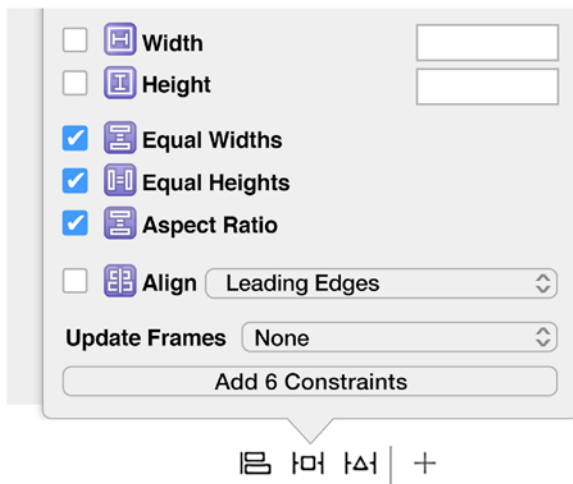 Width
Height
Equal Widths
Equal Heights
Aspect Ratio
Align Leading Edges
Update Frames None
Add 6 Constraints